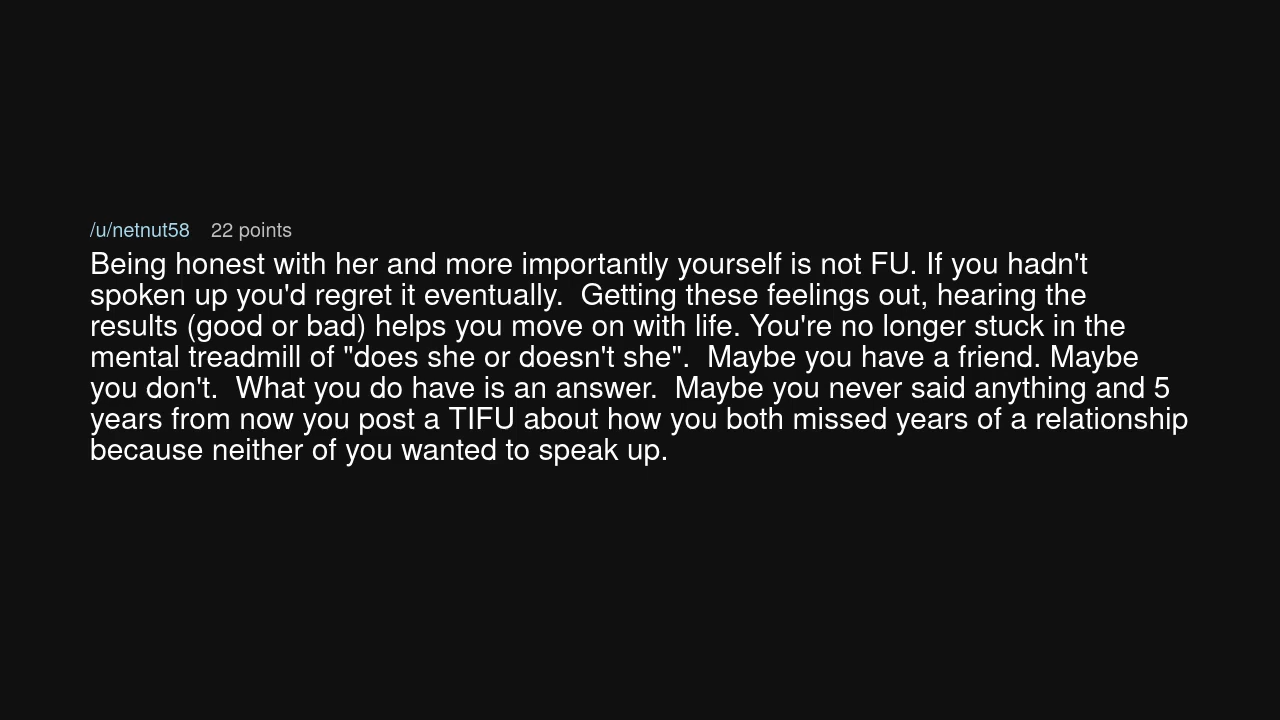 /u/netnut58 22 points
Being honest with her and more importantly yourself is not FU. If you hadn't
spoken up you'd regret it eventually.  Getting these feelings out, hearing the
results (good or bad) helps you move on with life. You're no longer stuck in the
mental treadmill of "does she or doesn't she".  Maybe you have a friend. Maybe
you don't.  What you do have is an answer.  Maybe you never said anything and 5
years from now you post a TIFU about how you both missed years of a relationship
because neither of you wanted to speak up.